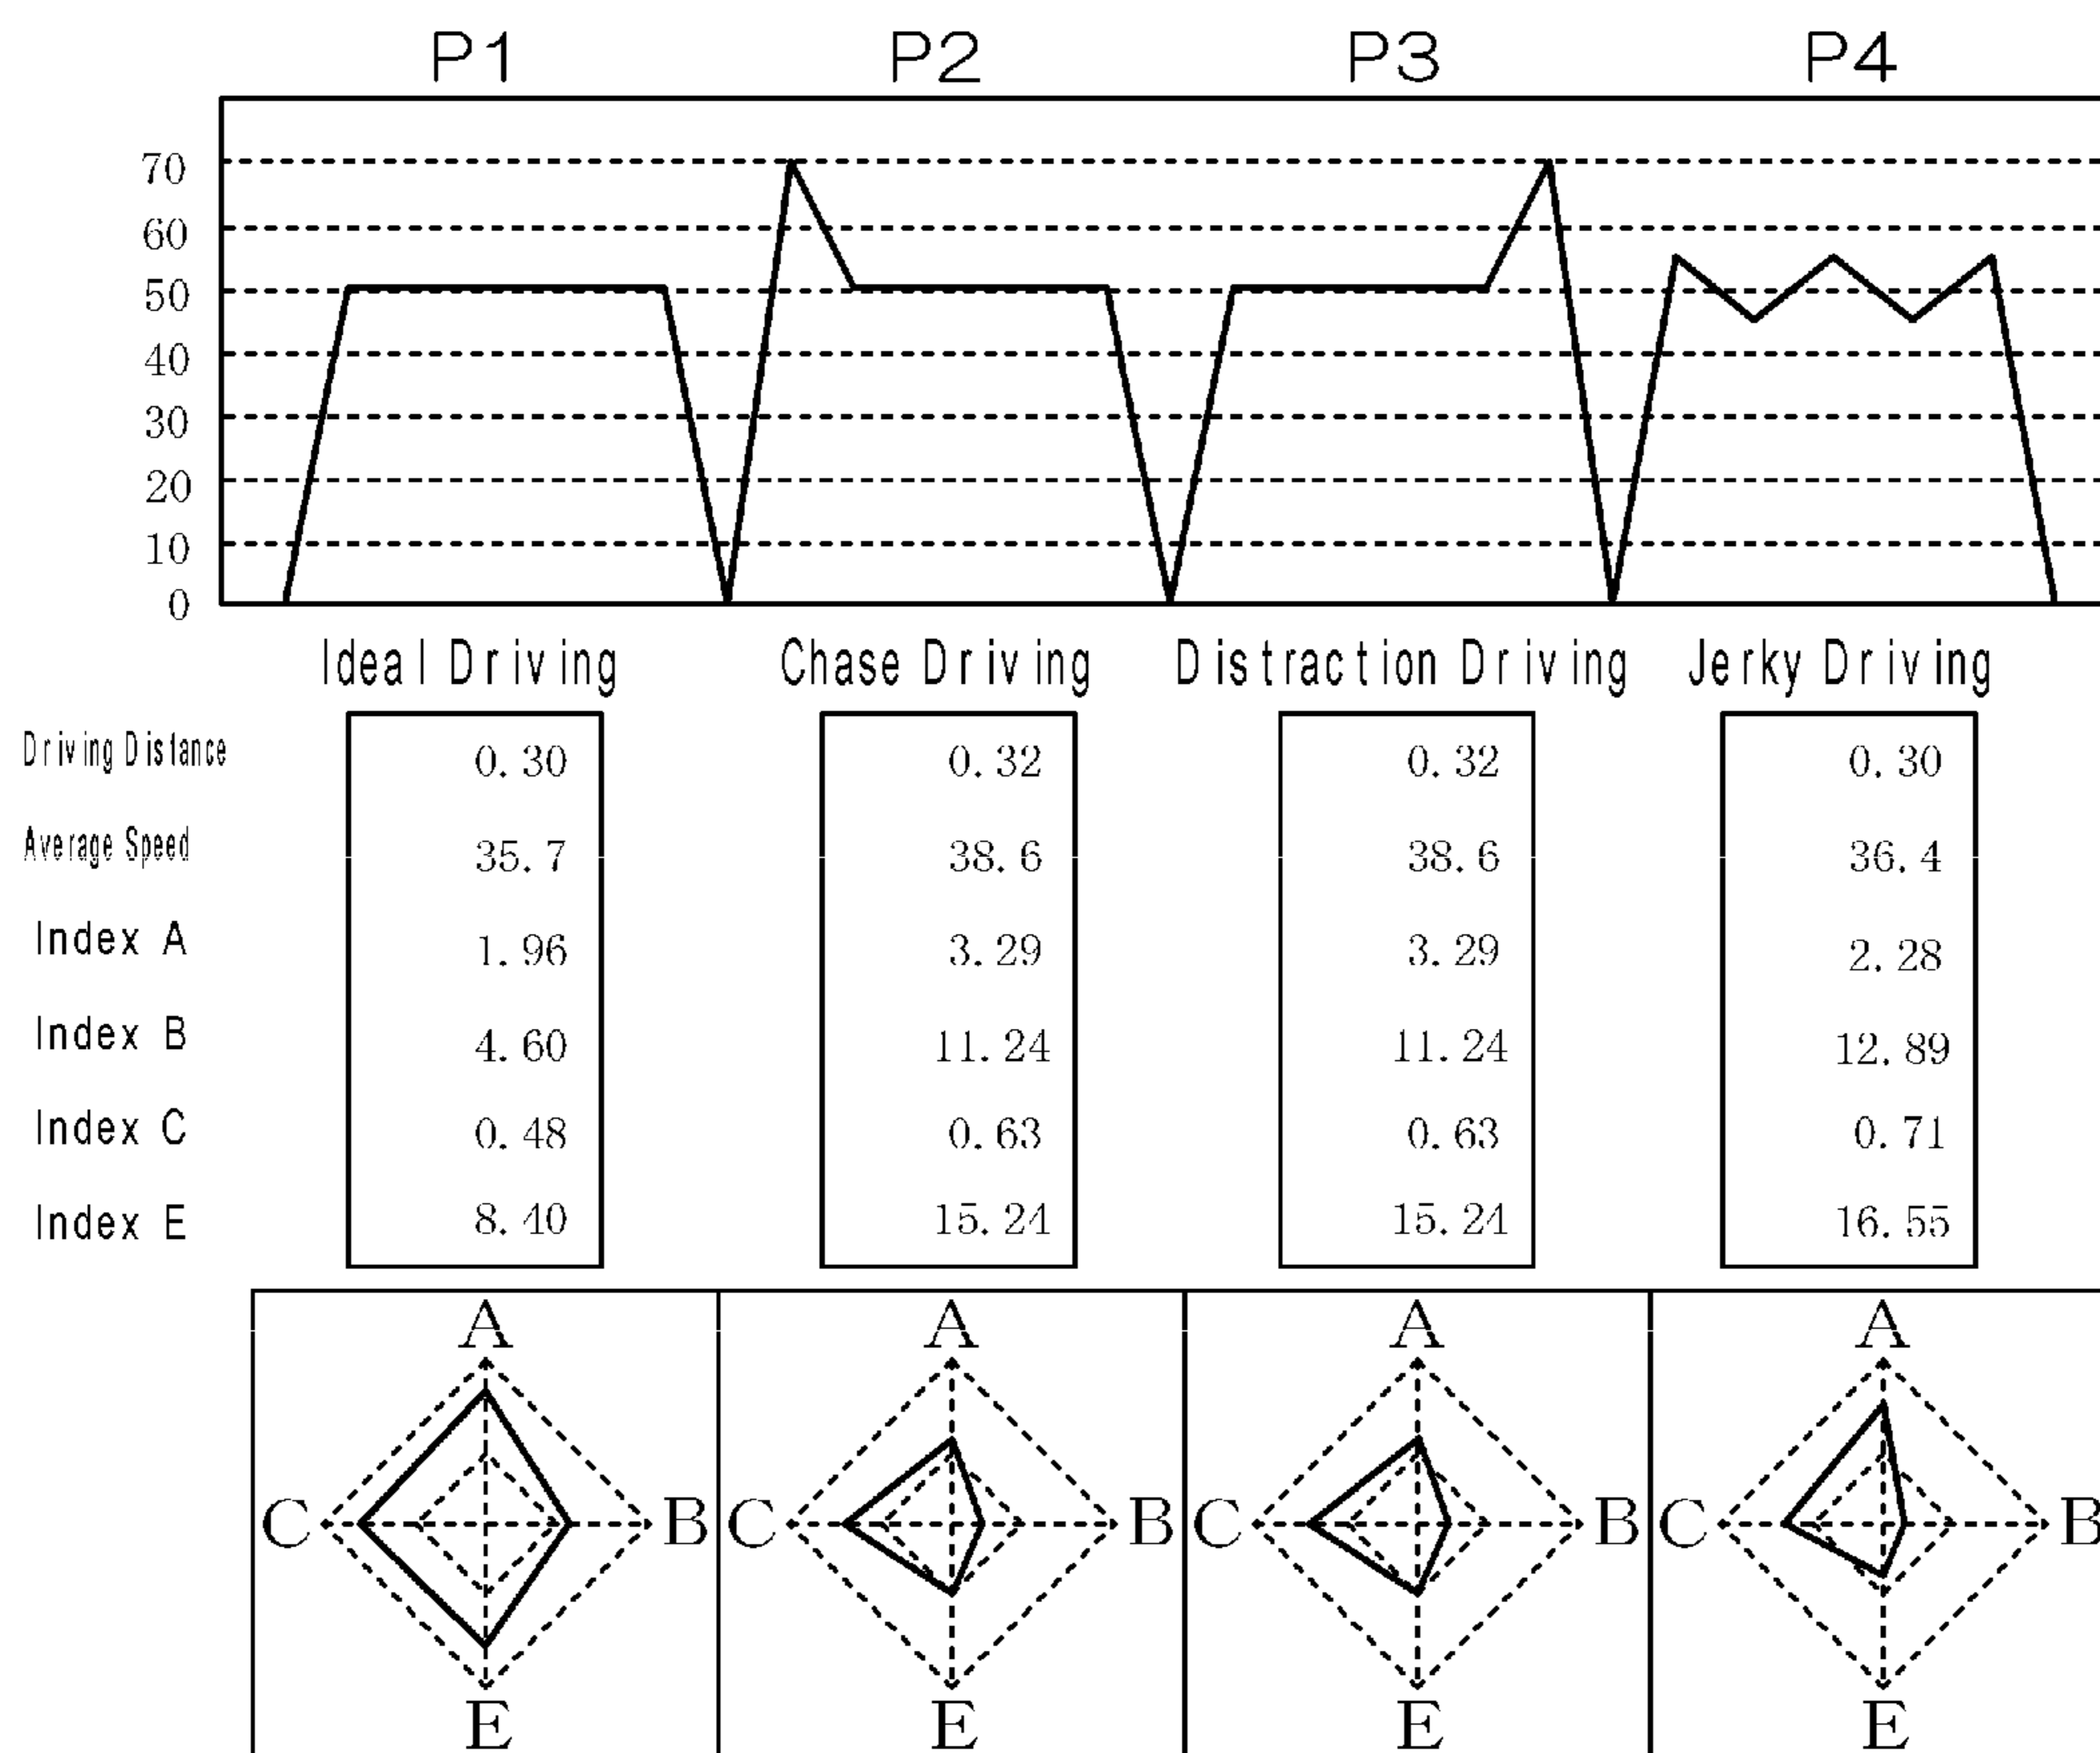 P1 P2 P3 P4
70
60
50
40
30
20
10
0
Ideal Driving Chase Driving Distraction Driving Jerky Driving
Driving Distance 0.30 0.32 0.32 0.30
Average Speed 35.7 38.6 38.6 36.4
Index A 1.96 3.29 3.29 2.28
Index B 4.60 11.24 11.24 12.89
Index C 0.48 0.63 0.63 0.71
Index E 8.40 15.24 15.24 16.55
A A A A
C B C B C B C B
E E E E